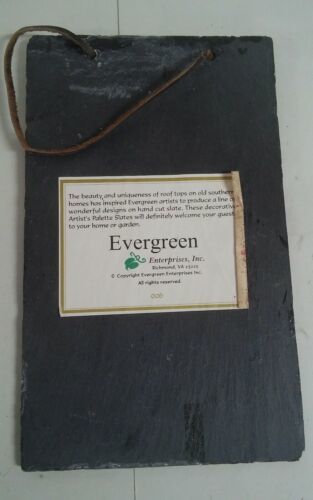 The beauty and uniqueness of roof tops on old southern
homes has inspired Evergreen artists to produce a line of
wonderful designs on hand cut slate. These decorative
Artist's Palette Slates will definitely welcome your guest
to your home or garden.
Evergreen
Enterprises, Inc.
Richmond, VA
© Copyright Evergreen Enterprises Inc.
All rights reserved.
006